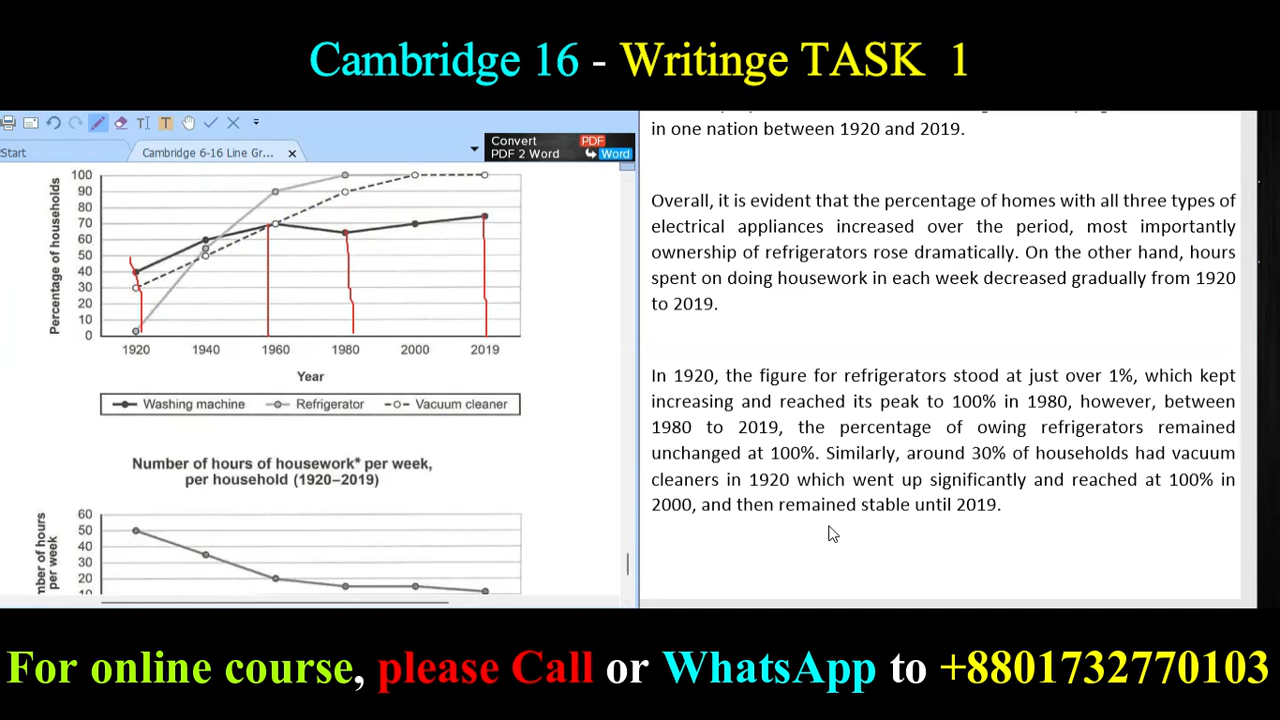 Cambridge 16 - Writinge TASK 1
Start
Cambridge 6-16 Line Gr...
Convert PDF
PDF 2 Word Word
Percentage of households
100
90
80
70
60
50
40
30
20
10
0
1920 1940 1960 1980 2000 2019
Year
Washing machine Refrigerator Vacuum cleaner
Number of hours of housework* per week,
per household (1920–2019)
mber of hours
per week
60
50
40
30
20
10
in one nation between 1920 and 2019.
Overall, it is evident that the percentage of homes with all three types of
electrical appliances increased over the period, most importantly
ownership of refrigerators rose dramatically. On the other hand, hours
spent on doing housework in each week decreased gradually from 1920
to 2019.
In 1920, the figure for refrigerators stood at just over 1%, which kept
increasing and reached its peak to 100% in 1980, however, between
1980 to 2019, the percentage of owing refrigerators remained
unchanged at 100%. Similarly, around 30% of households had vacuum
cleaners in 1920 which went up significantly and reached at 100% in
2000, and then remained stable until 2019.
For online course, please Call or WhatsApp to +8801732770103